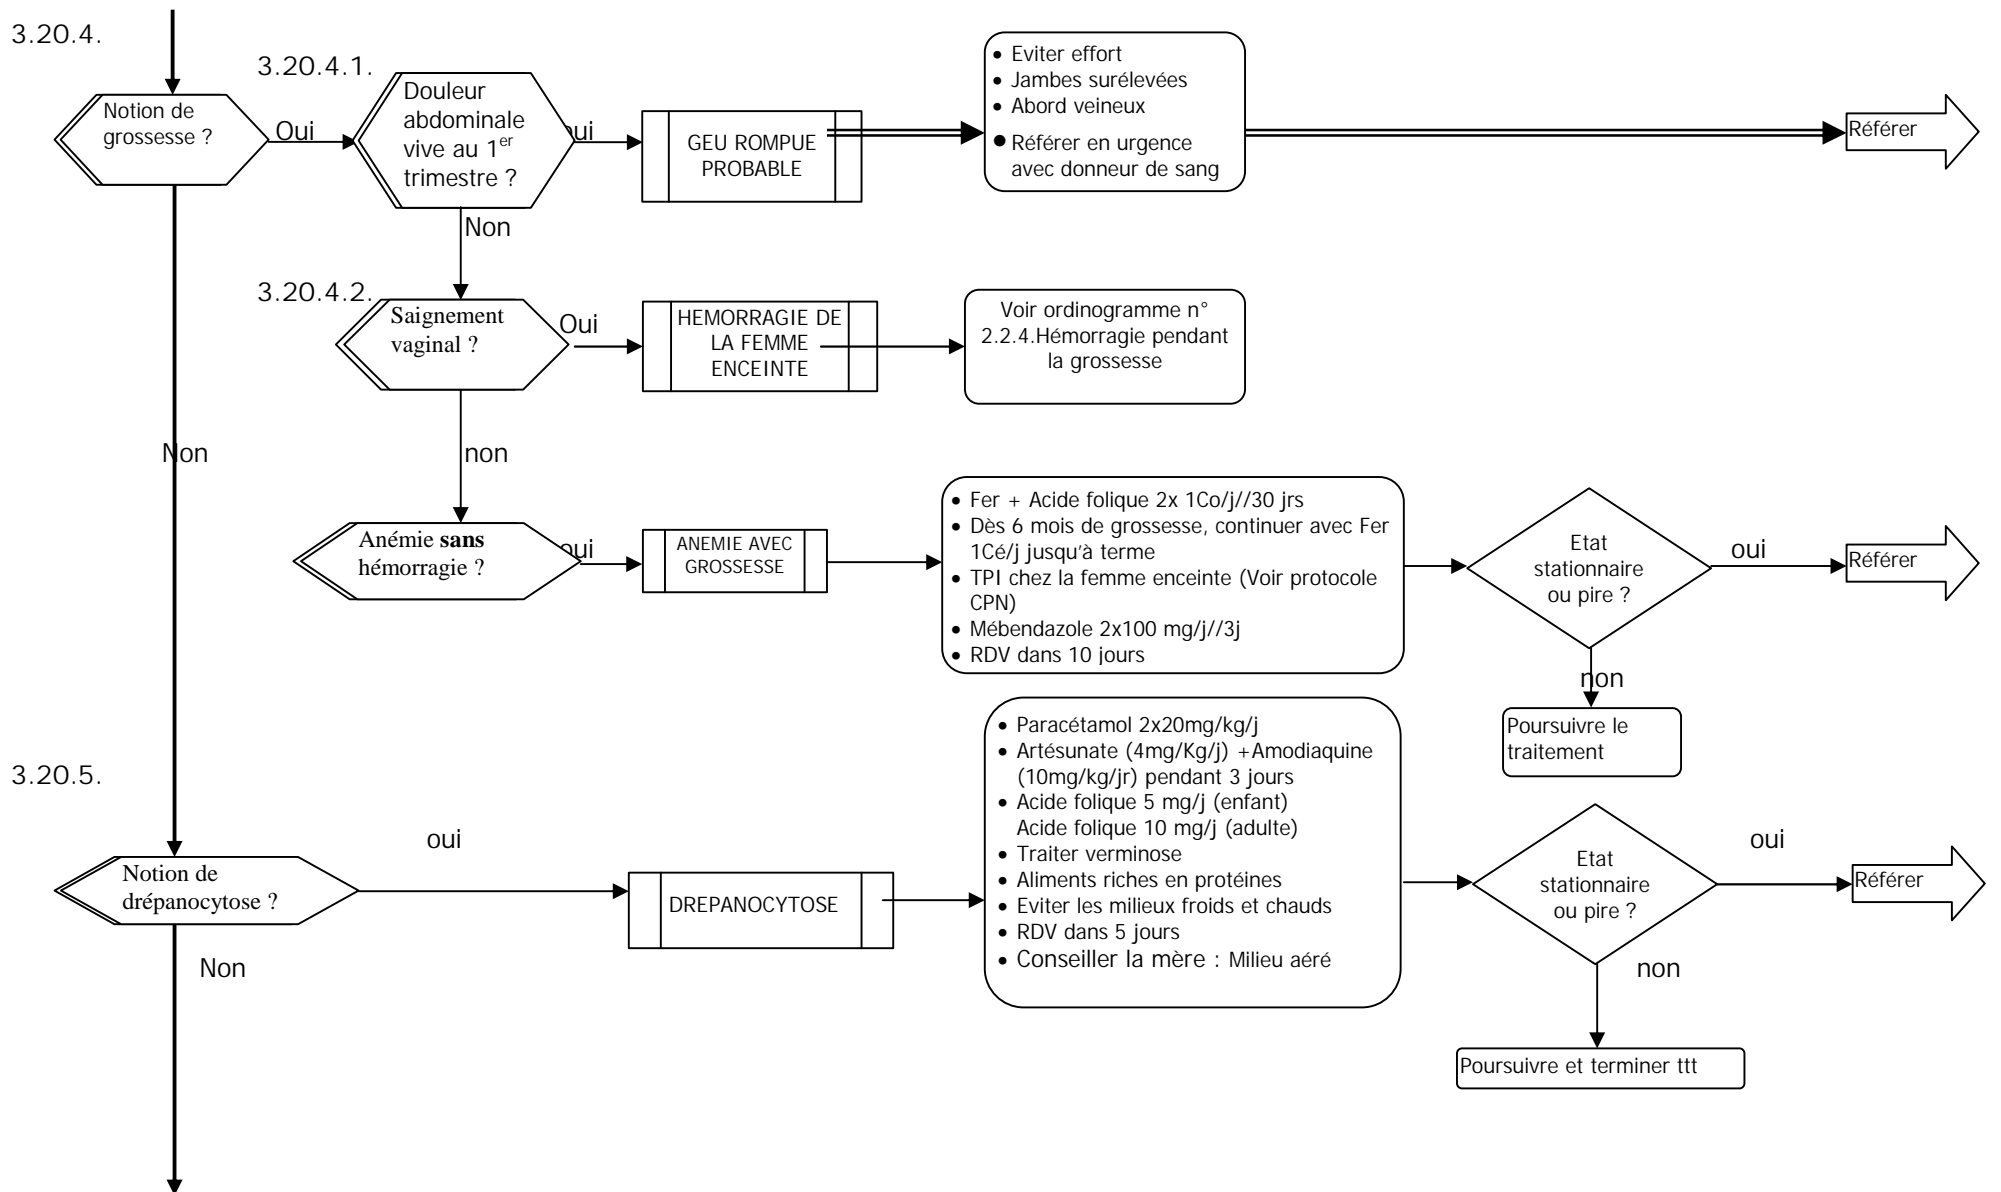 3.20.4.
Notion de
grossesse ?
Oui
3.20.4.1.
Douleur
abdominale
vive au 1er
trimestre ?
oui
GEU ROMPUE
PROBABLE
• Eviter effort
• Jambes surélevées
• Abord veineux
• Référer en urgence
avec donneur de sang
Référer
Non
3.20.4.2.
Saignement
vaginal ?
Oui
HEMORRAGIE DE
LA FEMME
ENCEINTE
Voir ordinogramme n°
2.2.4.Hémorragie pendant
la grossesse
Non
non
Anémie sans
hémorragie ?
oui
ANEMIE AVEC
GROSSESSE
• Fer + Acide folique 2x 1Co/j//30 jrs
• Dès 6 mois de grossesse, continuer avec Fer
1Cé/j jusqu'à terme
• TPI chez la femme enceinte (Voir protocole
CPN)
• Mébendazole 2x100 mg/j//3j
• RDV dans 10 jours
Etat
stationnaire
ou pire ?
oui
Référer
non
Poursuivre le
traitement
3.20.5.
Notion de
drépanocytose ?
oui
DREPANOCYTOSE
• Paracétamol 2x20mg/kg/j
• Artésunate (4mg/Kg/j) +Amodiaquine
(10mg/kg/jr) pendant 3 jours
• Acide folique 5 mg/j (enfant)
Acide folique 10 mg/j (adulte)
• Traiter verminose
• Aliments riches en protéines
• Eviter les milieux froids et chauds
• RDV dans 5 jours
• Conseiller la mère : Milieu aéré
Etat
stationnaire
ou pire ?
oui
Référer
non
Poursuivre et terminer ttt
Non